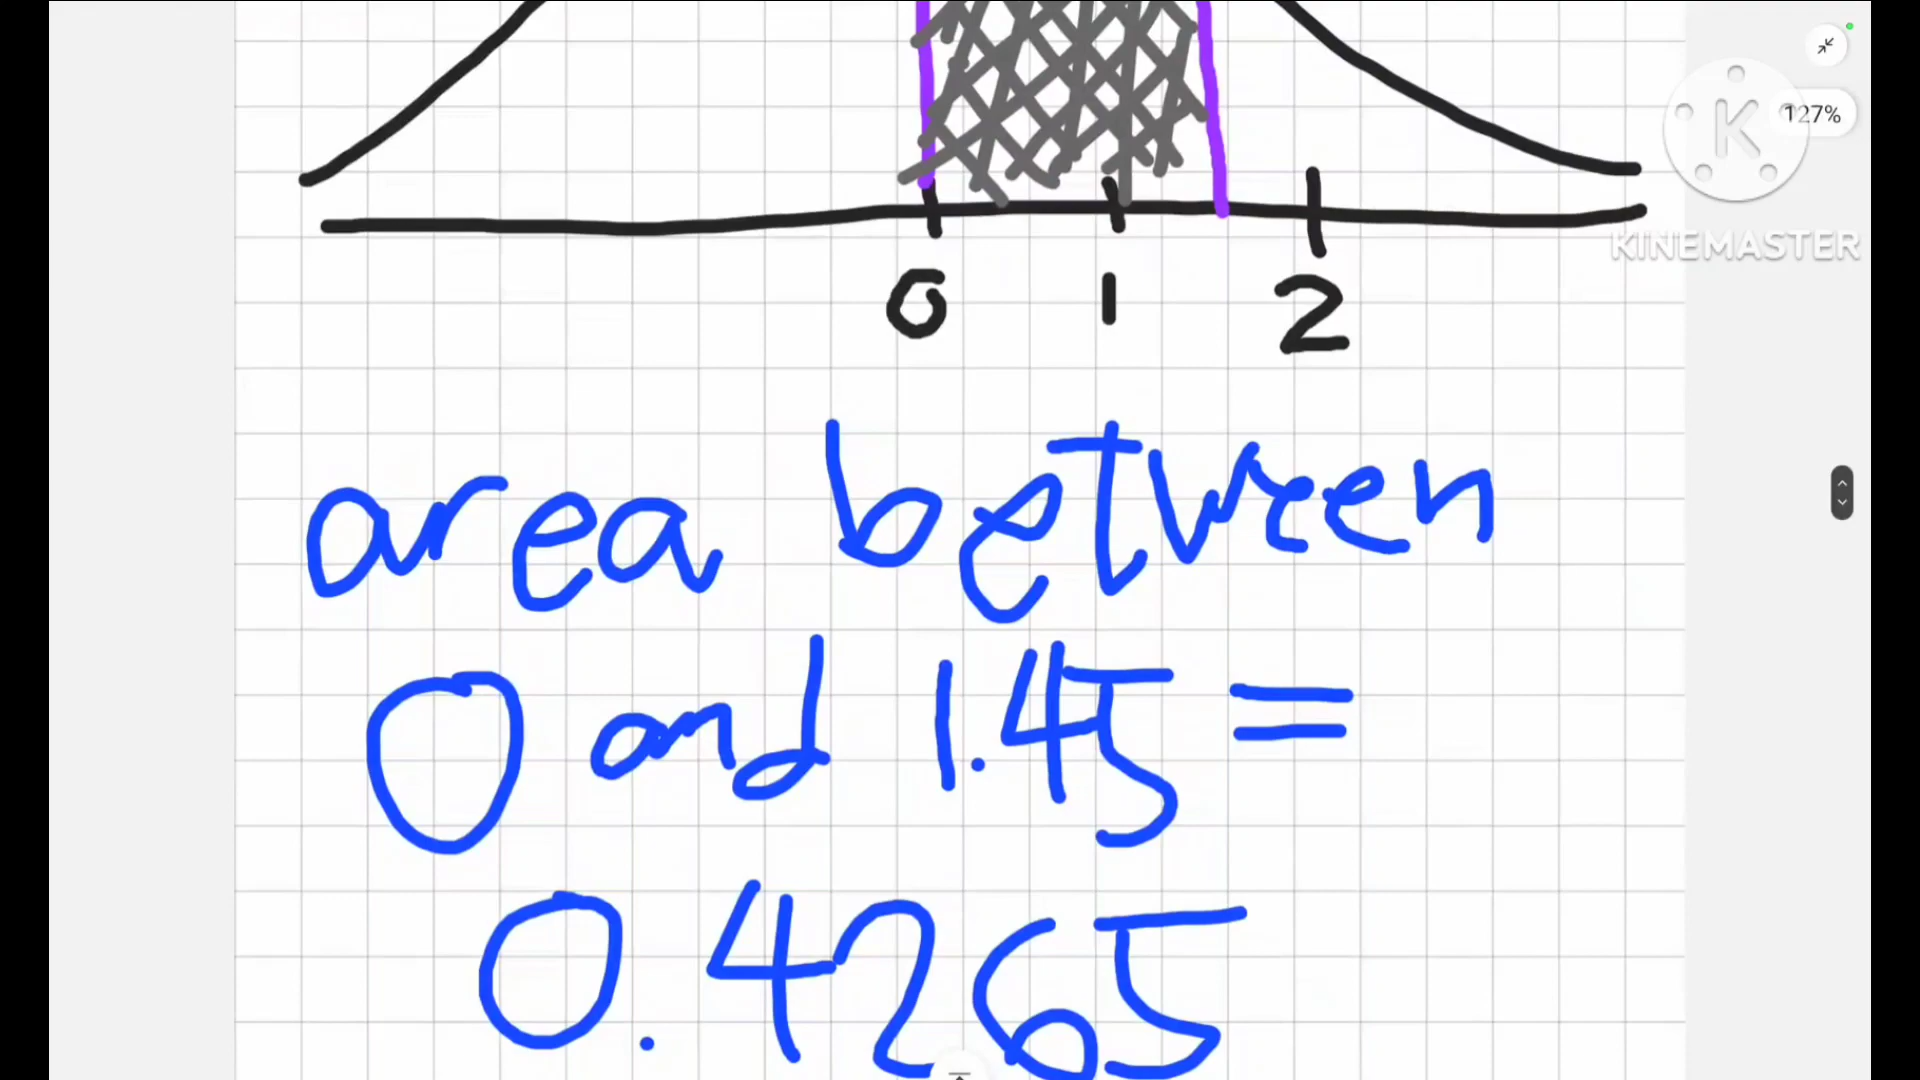 127%
K
KINEMASTER
0 1 2
area between
0 and 1.45 =
0.4265